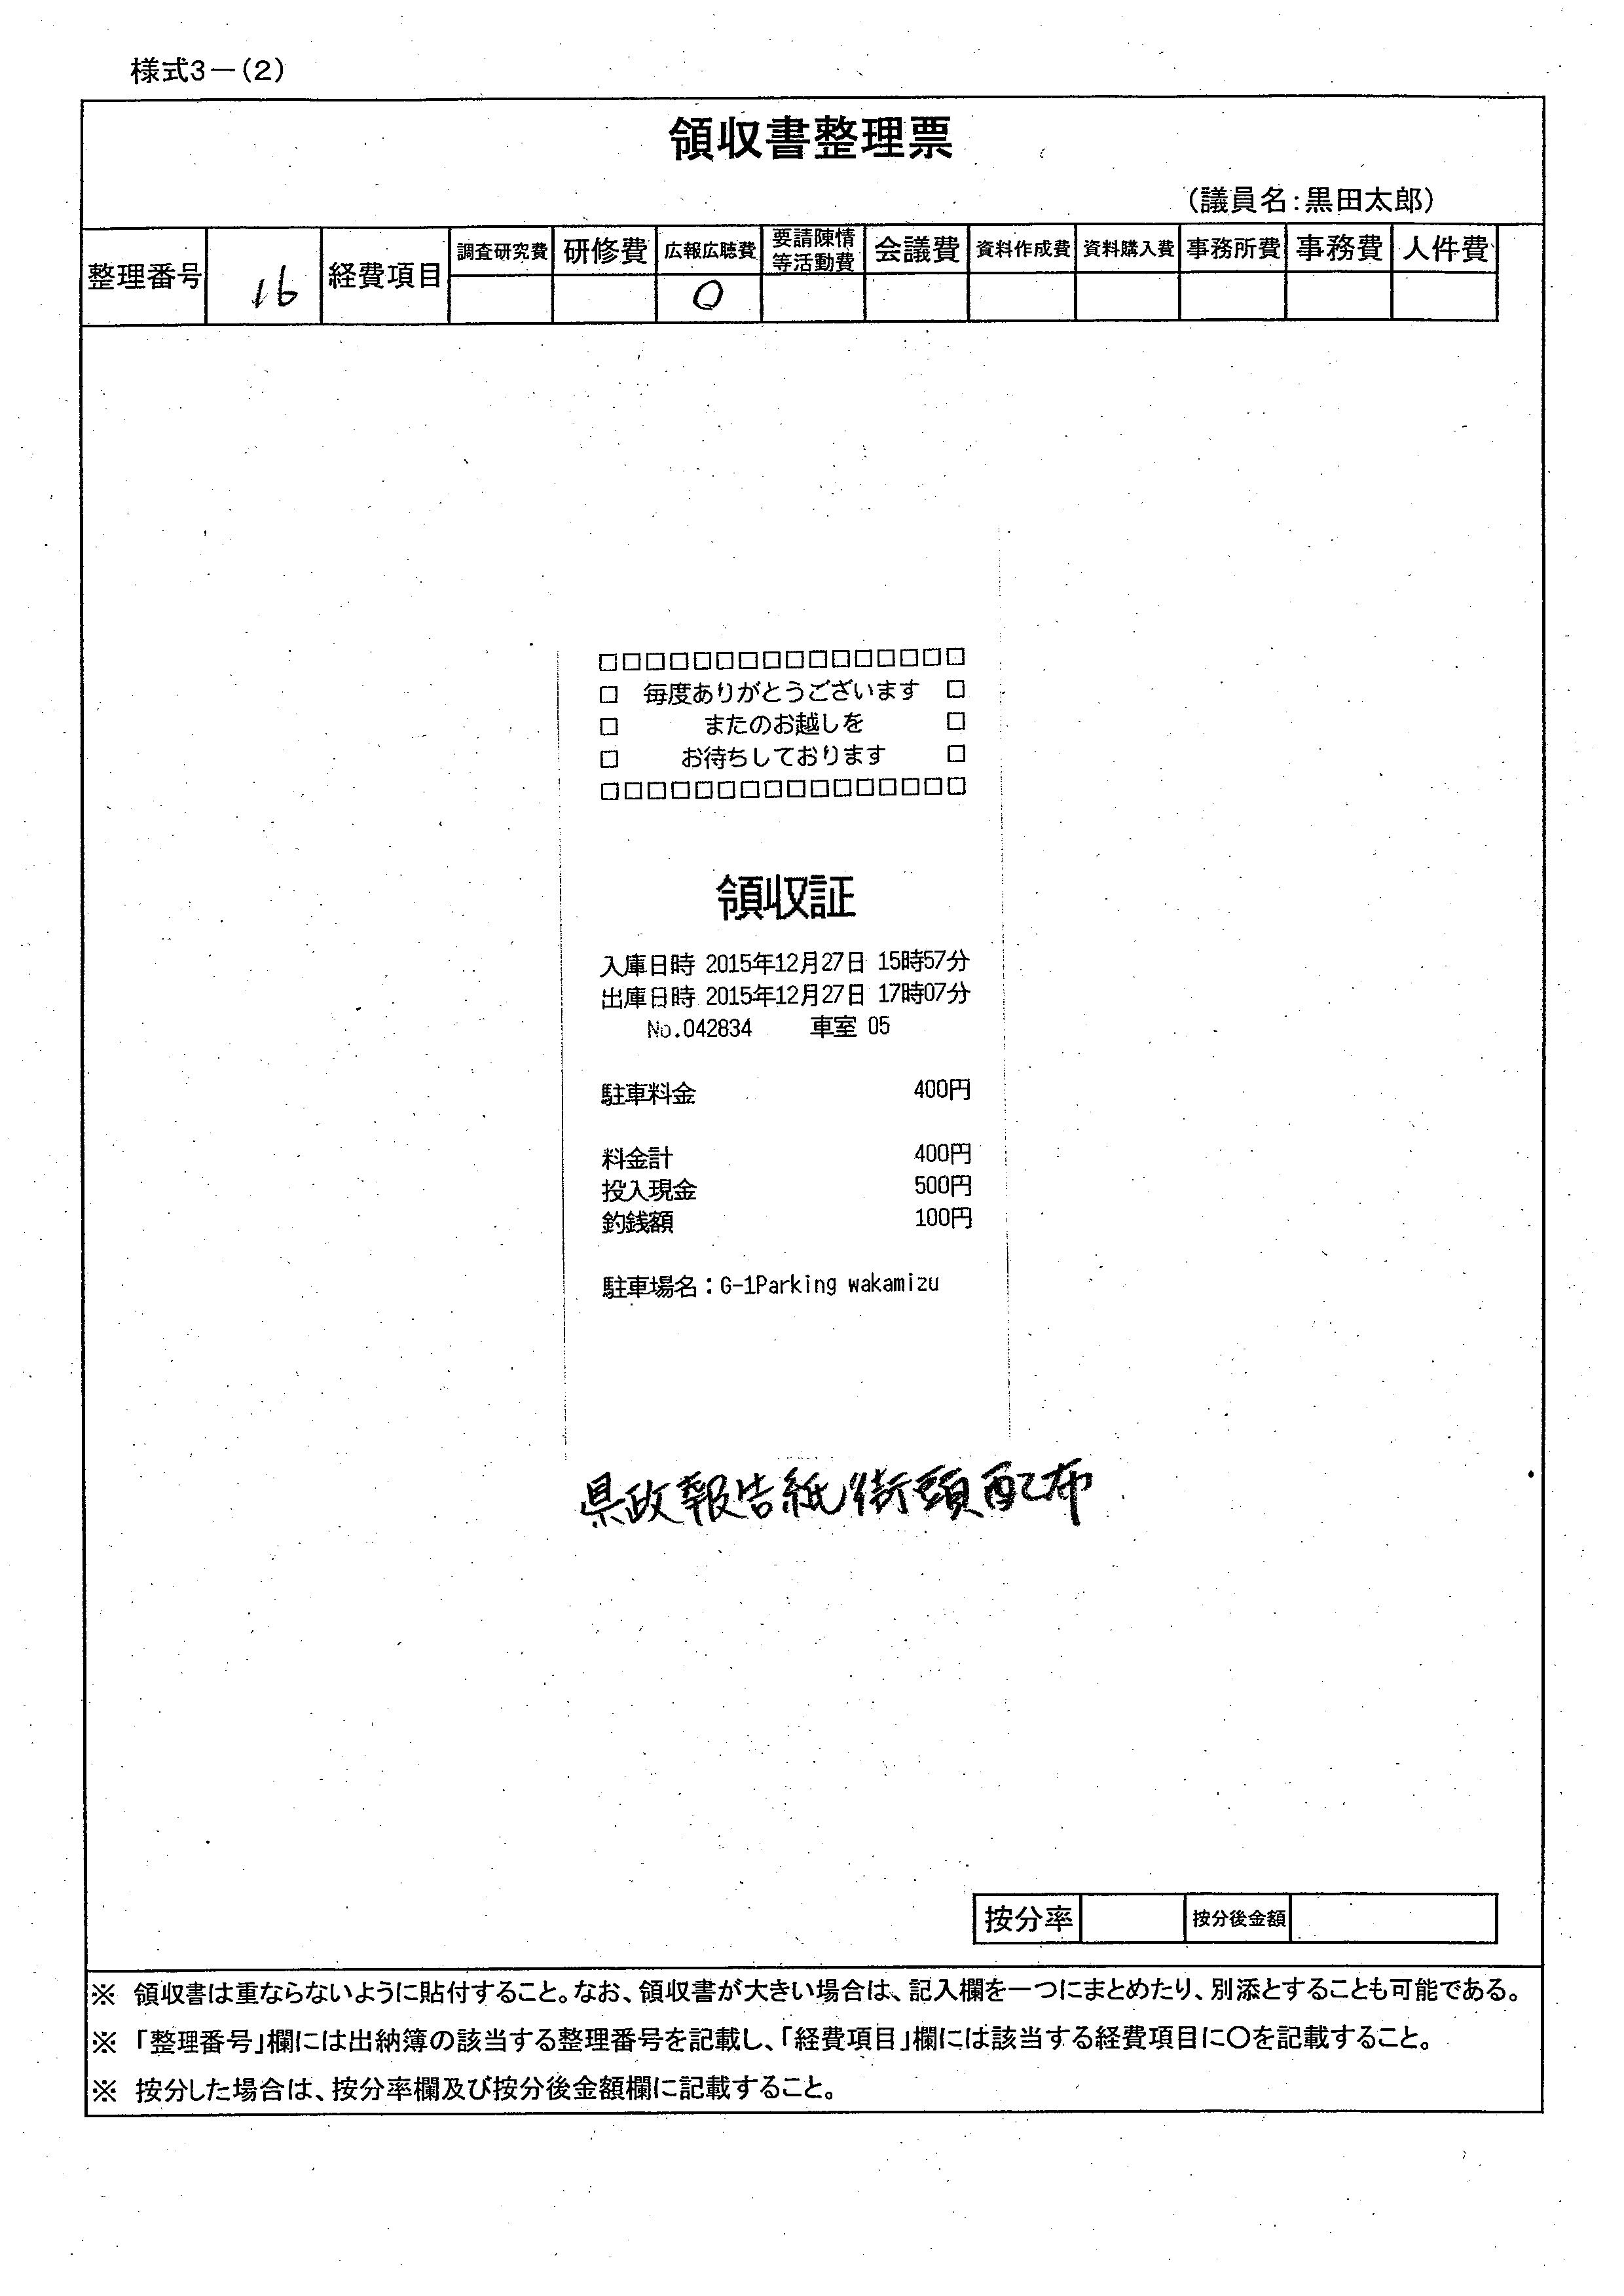 様式3－(2)
領収書整理票
(議員名:黒田太郎)
整理番号 16 経費項目 調査研究費 研修費 広報広聴費 要請陳情等活動費 会議費 資料作成費 資料購入費 事務所費 事務費 人件費
○
□□□□□□□□□□□□□□□□
□ 毎度ありがとうございます □
□ またのお越しを □
□ お待ちしております □
□□□□□□□□□□□□□□□□
領収証
入庫日時 2015年12月27日 15時57分
出庫日時 2015年12月27日 17時07分
No.042834 車室 05
駐車料金 400円
料金計 400円
投入現金 500円
釣銭額 100円
駐車場名:G-1Parking wakamizu
県政報告紙街頭配布
按分率 按分後金額
※ 領収書は重ならないように貼付すること。なお、領収書が大きい場合は、記入欄を一つにまとめたり、別添とすることも可能である。
※ 「整理番号」欄には出納簿の該当する整理番号を記載し、「経費項目」欄には該当する経費項目に○を記載すること。
※ 按分した場合は、按分率欄及び按分後金額欄に記載すること。